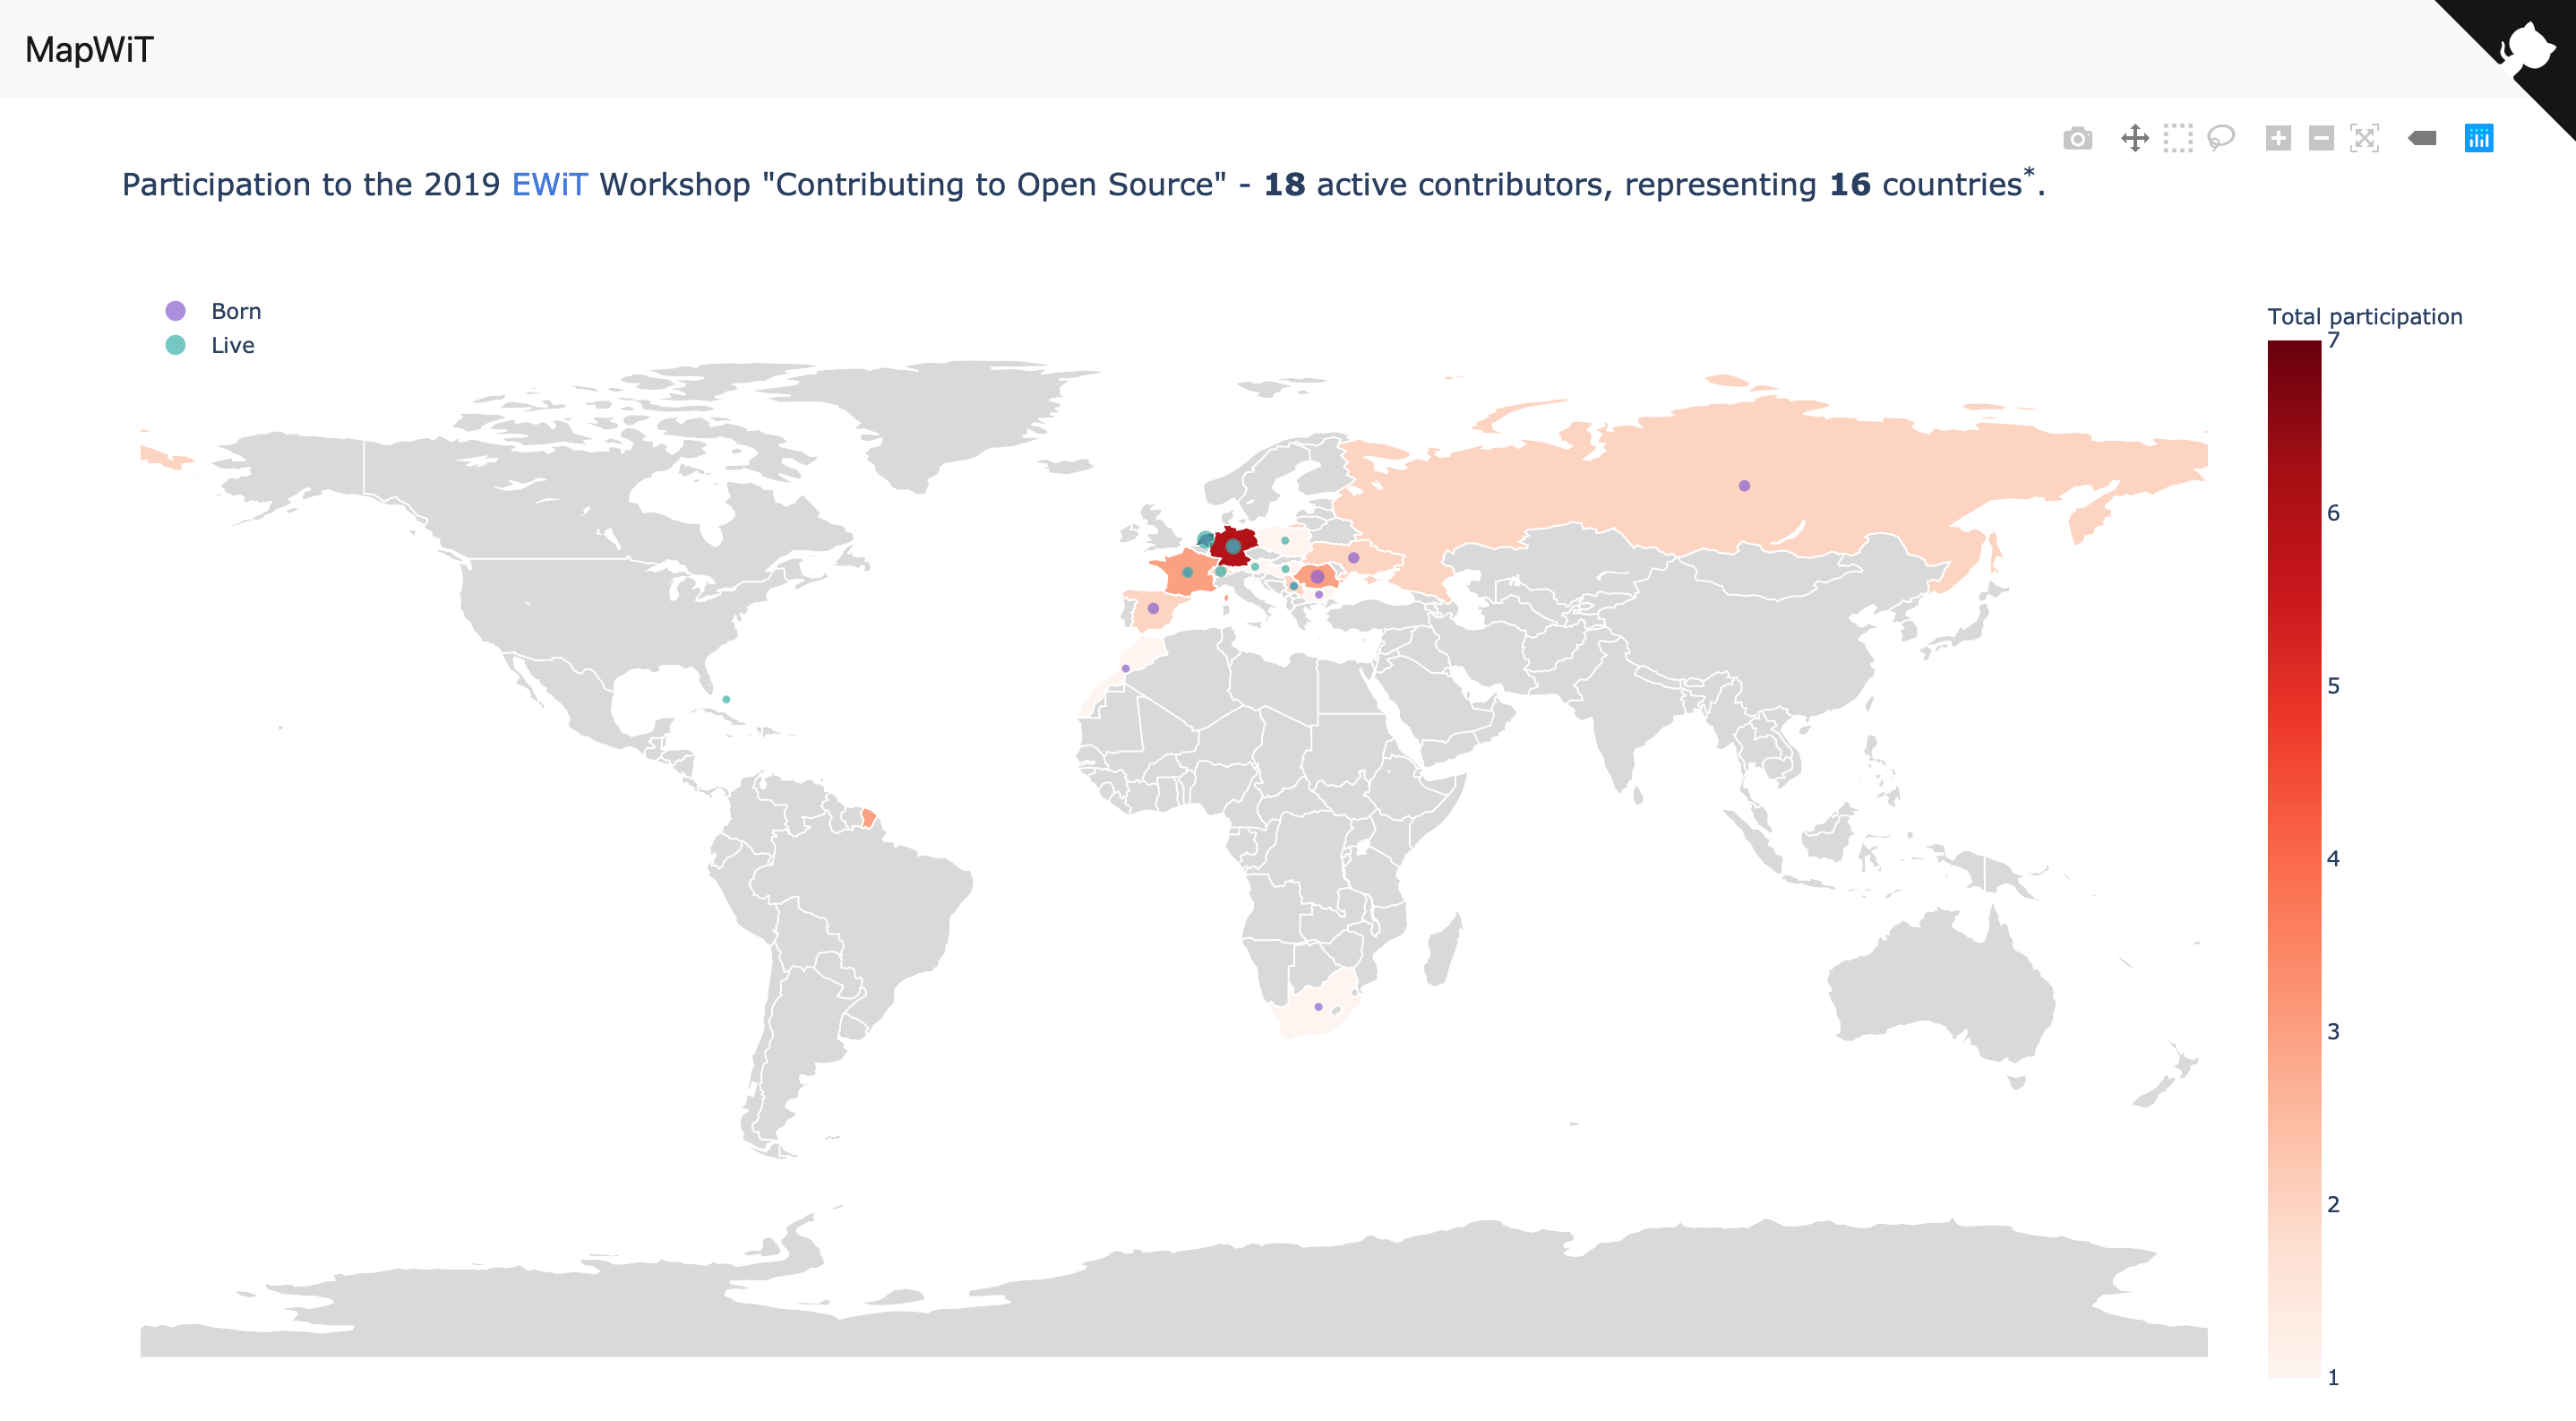 MapWiT
Participation to the 2019 EWiT Workshop "Contributing to Open Source" - 18 active contributors, representing 16 countries*.
Born
Live
Total participation
7
6
5
4
3
2
1